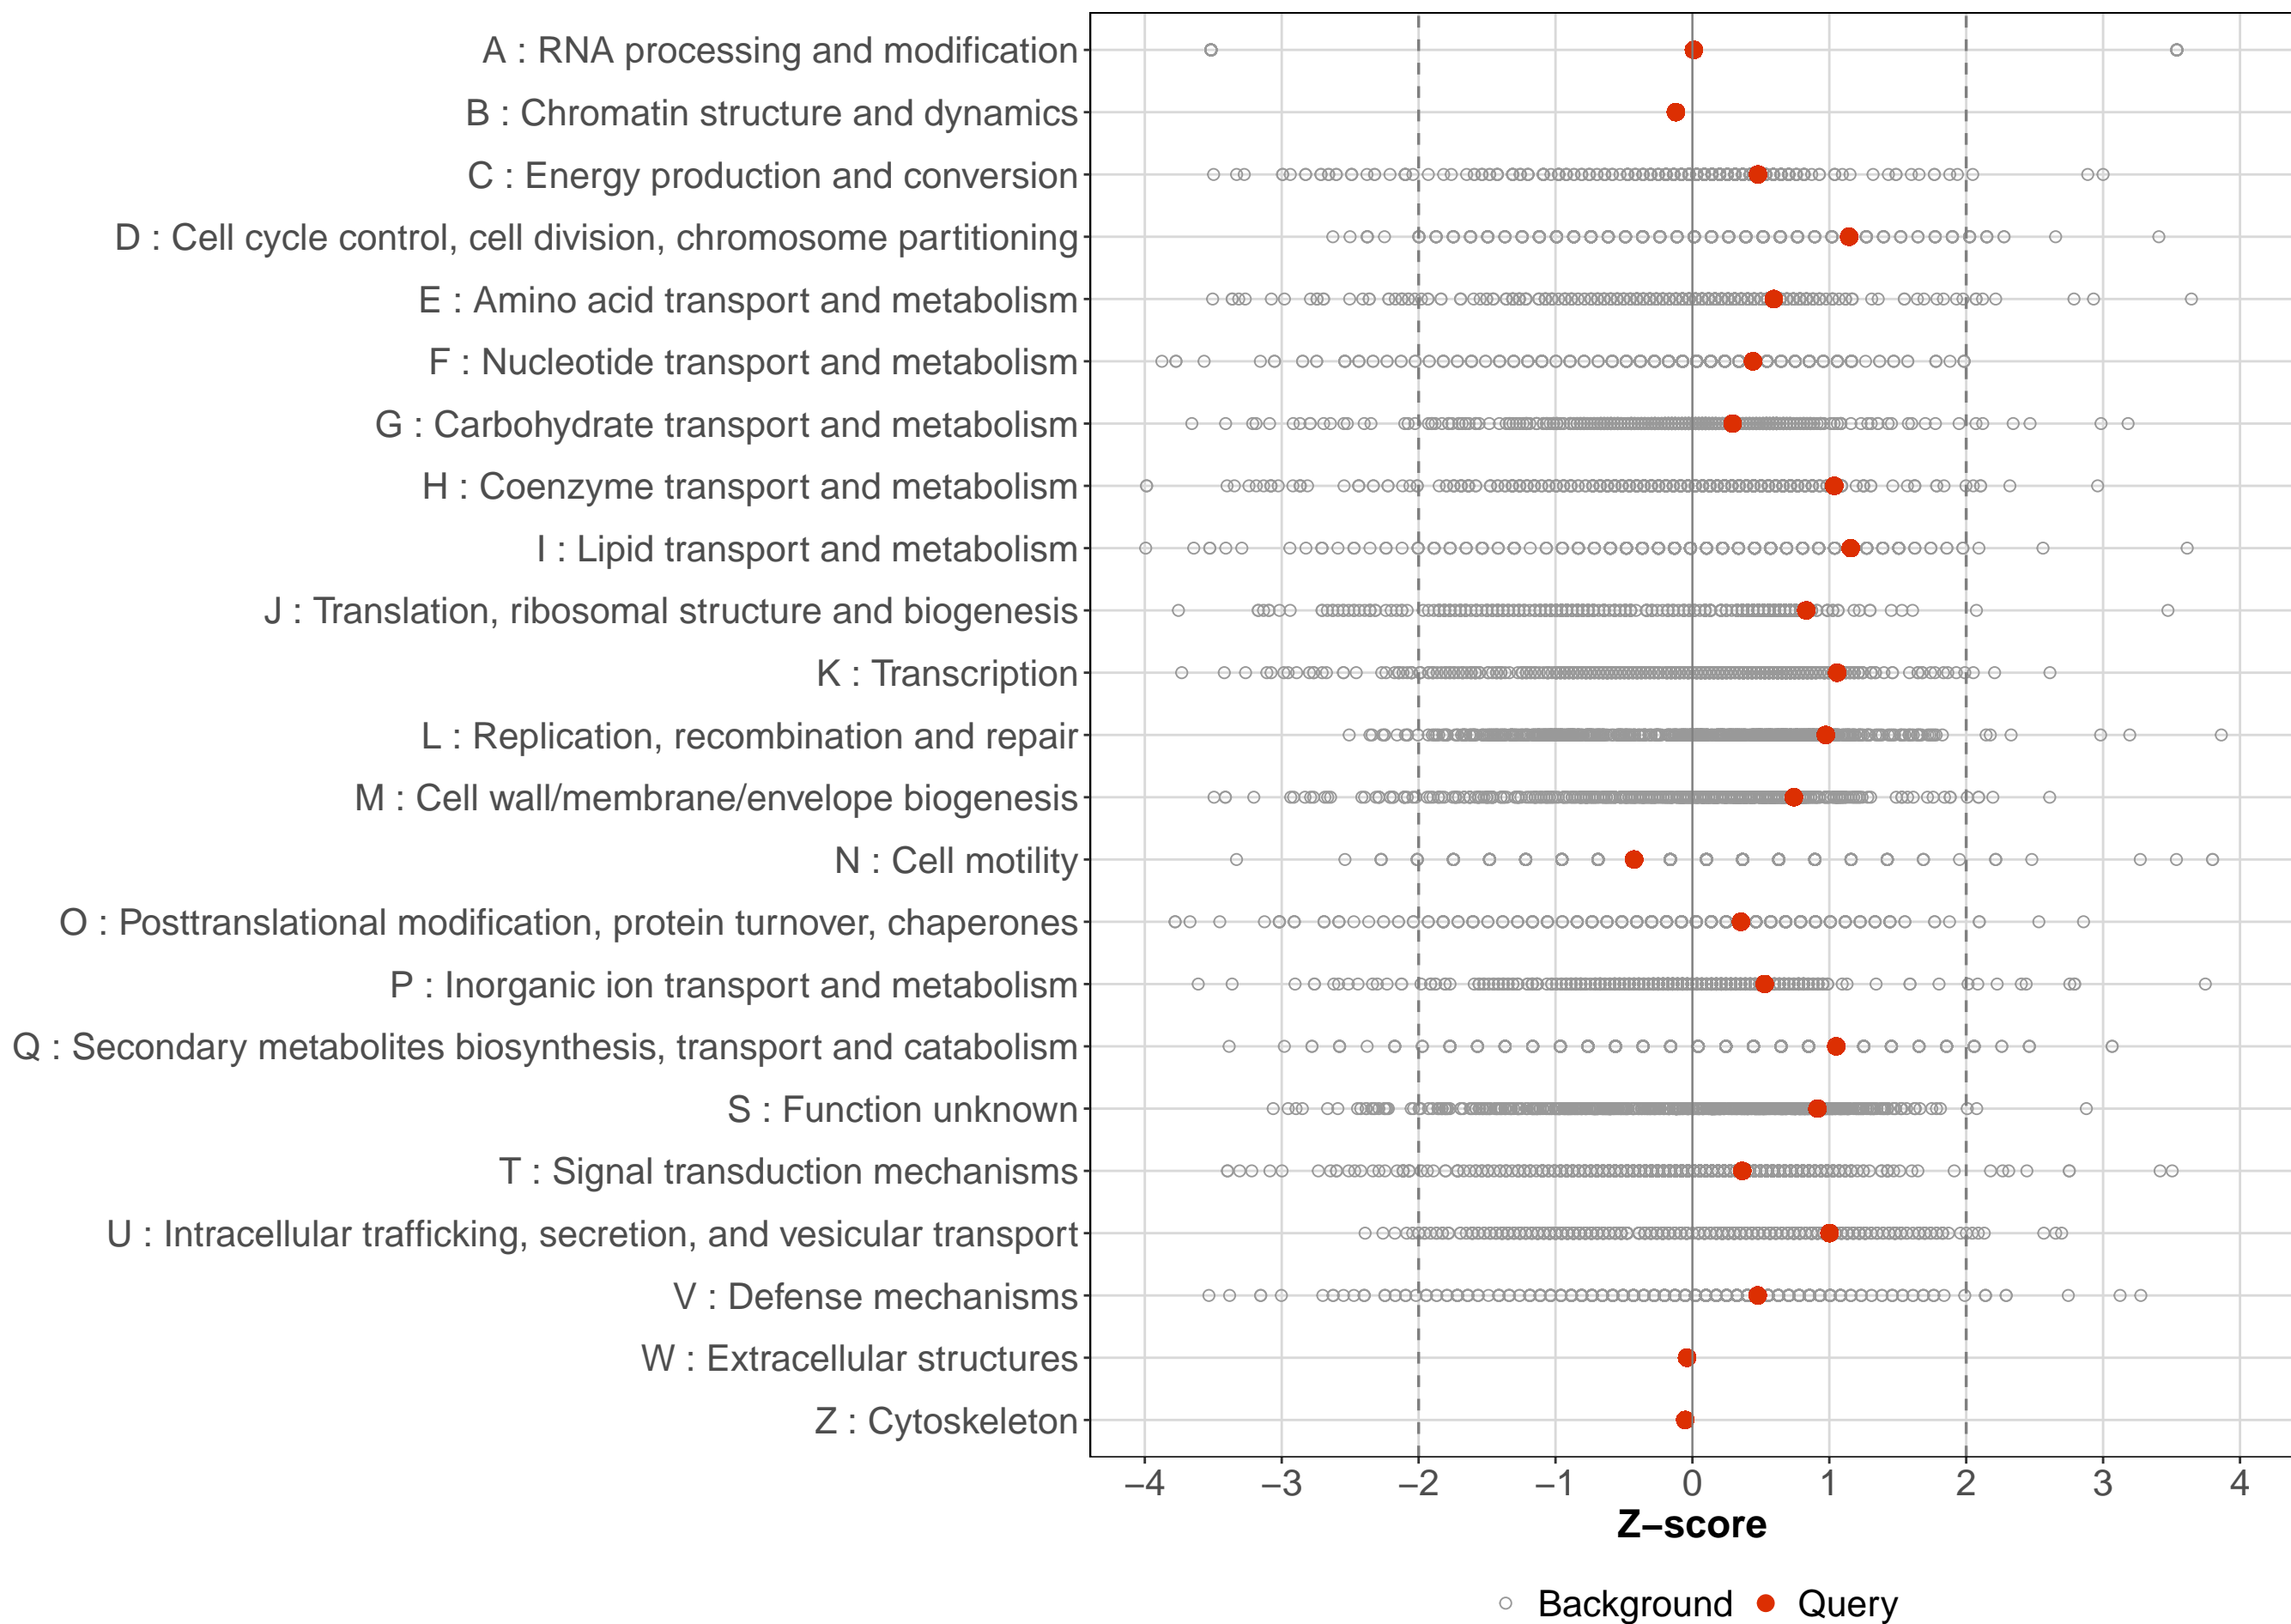 A : RNA processing and modification
B : Chromatin structure and dynamics
C : Energy production and conversion
D : Cell cycle control, cell division, chromosome partitioning
E : Amino acid transport and metabolism
F : Nucleotide transport and metabolism
G : Carbohydrate transport and metabolism
H : Coenzyme transport and metabolism
I : Lipid transport and metabolism
J : Translation, ribosomal structure and biogenesis
K : Transcription
L : Replication, recombination and repair
M : Cell wall/membrane/envelope biogenesis
N : Cell motility
O : Posttranslational modification, protein turnover, chaperones
P : Inorganic ion transport and metabolism
Q : Secondary metabolites biosynthesis, transport and catabolism
S : Function unknown
T : Signal transduction mechanisms
U : Intracellular trafficking, secretion, and vesicular transport
V : Defense mechanisms
W : Extracellular structures
Z : Cytoskeleton
−4 −3 −2 −1 0 1 2 3 4
Z−score
Background Query